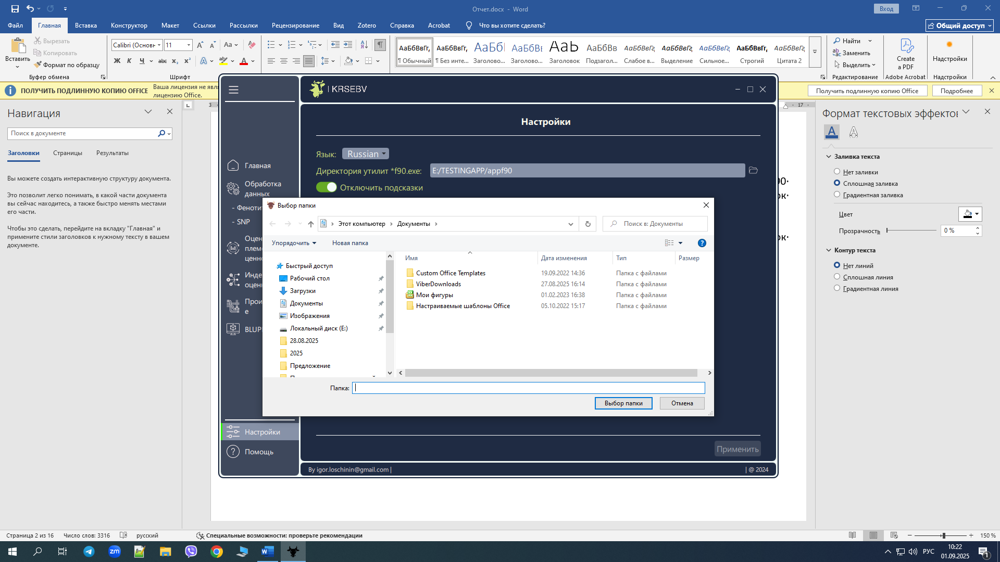 Отчет.docx - Word
Вход
Файл
Главная
Вставка
Конструктор
Макет
Ссылки
Рассылки
Рецензирование
Вид
Zotero
Справка
Acrobat
Что вы хотите сделать?
Общий доступ
Вставить
Вырезать
Копировать
Формат по образцу
Буфер обмена
Calibri (Основн
11
Шрифт
АаБбВвГг,
¶ Обычный
АаБбВвГг,
¶ Без инте...
АаБбІ
Заголово...
АаБбВі
Заголово...
АаЬ
Заголовок
АаБбВв
Подзагол...
АаБбВвГг
Слабое в...
АаБбВвГг
Выделение
АаБбВвГг
Сильное...
АаБбВвГг,
Строгий
АаБбВвГг
Цитата 2
Найти
Заменить
Выделить
Редактирование
Create
a PDF
Adobe Acrobat
Настройки
Настройки
ПОЛУЧИТЬ ПОДЛИННУЮ КОПИЮ OFFICE
Ваша лицензия не явл
лицензию Office.
Получить подлинную копию Office
Подробнее
Навигация
Поиск в документе
Заголовки
Страницы
Результаты
Вы можете создать интерактивную структуру документа.
Это позволит легко понимать, в какой части документа
вы сейчас находитесь, а также быстро менять местами
его части.
Чтобы это сделать, перейдите на вкладку "Главная" и
примените стили заголовков к нужному тексту в вашем
документе.
3
17
| KRSEBV
Настройки
Язык:
Russian
Директория утилит *f90.exe:
E:/TESTINGAPP/appf90
Отключить подсказки
Главная
Обработка
данных
- Феноти
- SNP
Оцен
плем
ценн
Инде
оцен
Прои
е
BLUP
Настройки
Помощь
Применить
By igor.loschinin@gmail.com |
| @ 2024
Выбор папки
Этот компьютер
Документы
Поиск в: Документы
Упорядочить
Новая папка
Быстрый доступ
Рабочий стол
Загрузки
Документы
Изображения
Локальный диск (E:)
28.08.2025
2025
Предложение
Имя
Дата изменения
Тип
Размер
Custom Office Templates
19.09.2022 14:36
Папка с файлами
ViberDownloads
27.08.2025 16:14
Папка с файлами
Мои фигуры
01.02.2023 16:38
Папка с файлами
Настраиваемые шаблоны Office
05.10.2022 15:17
Папка с файлами
Папка:
Выбор папки
Отмена
Формат текстовых эффектов
Заливка текста
Нет заливки
Сплошная заливка
Градиентная заливка
Цвет
Прозрачность
0 %
Контур текста
Нет линий
Сплошная линия
Градиентная линия
Страница 2 из 16
Число слов: 3316
русский
Специальные возможности: проверьте рекомендации
150 %
РУС
10:22
01.09.2025
1